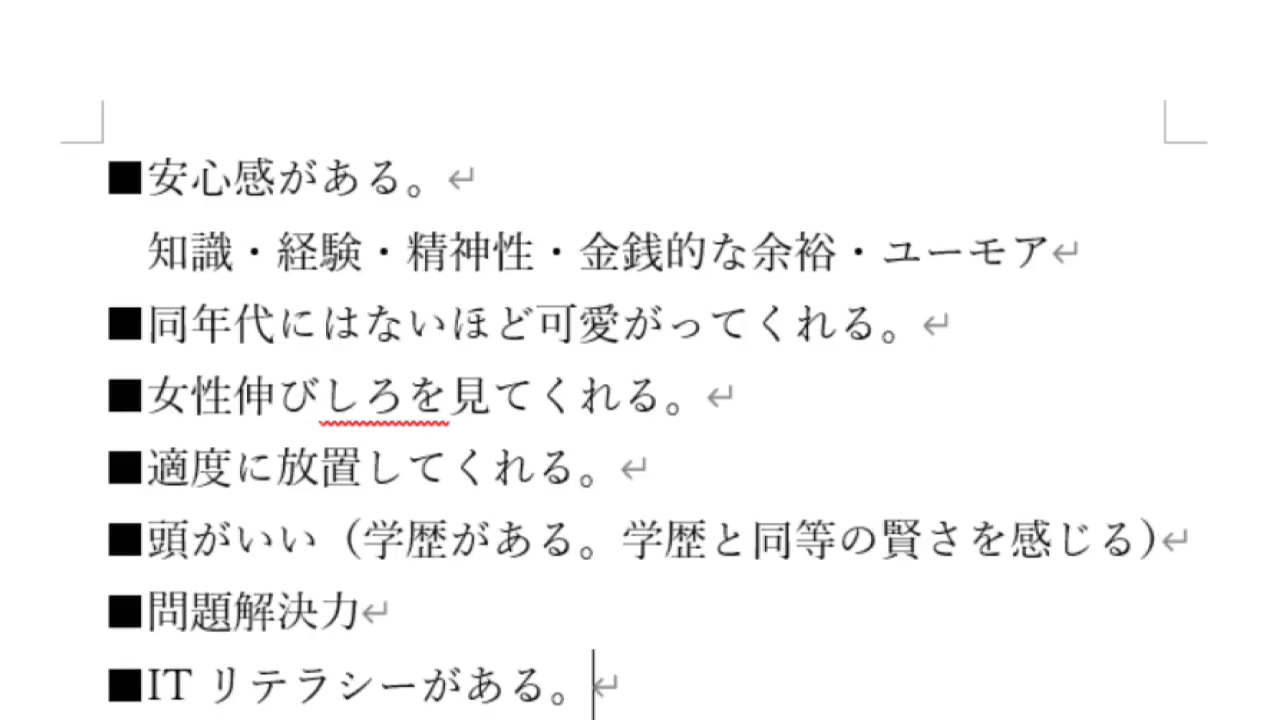 ■安心感がある。↵
知識・経験・精神性・金銭的な余裕・ユーモア↵
■同年代にはないほど可愛がってくれる。↵
■女性伸びしろを見てくれる。↵
■適度に放置してくれる。↵
■頭がいい（学歴がある。学歴と同等の賢さを感じる）↵
■問題解決力↵
■IT リテラシーがある。↵